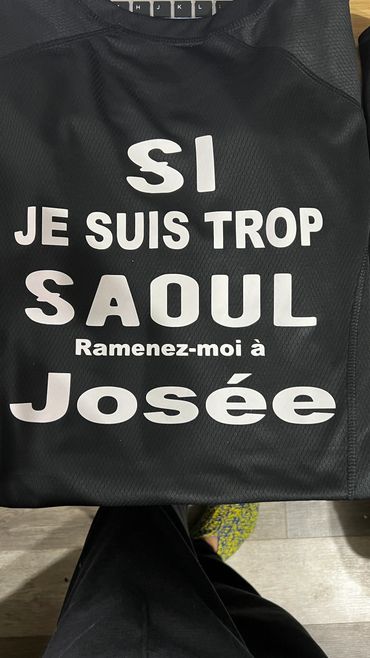 H J K L
SI
JE SUIS TROP
SAOUL
Ramenez-moi à
Josée